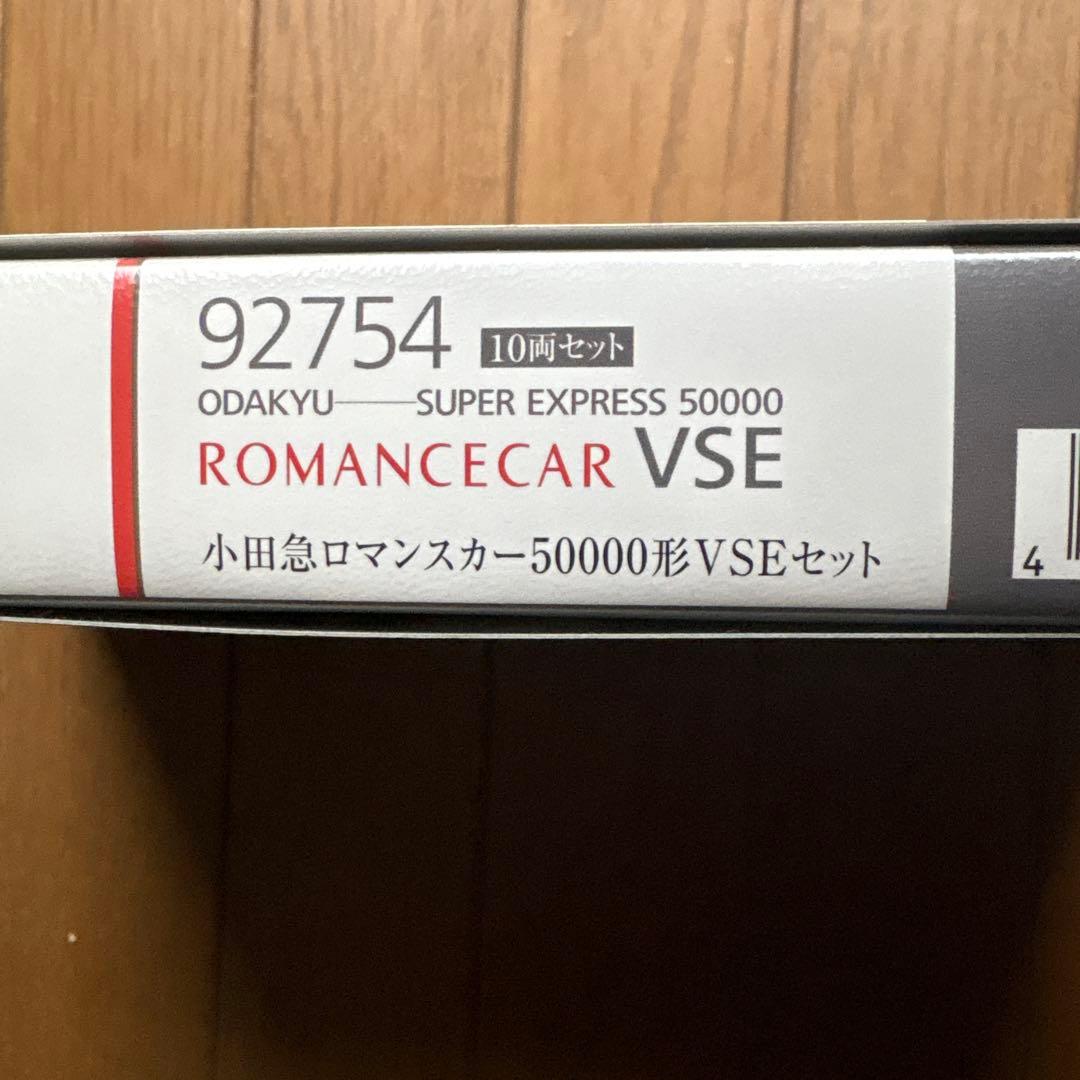 92754 10両セット
ODAKYU——SUPER EXPRESS 50000
ROMANCECAR VSE
小田急ロマンスカー50000形VSEセット
4